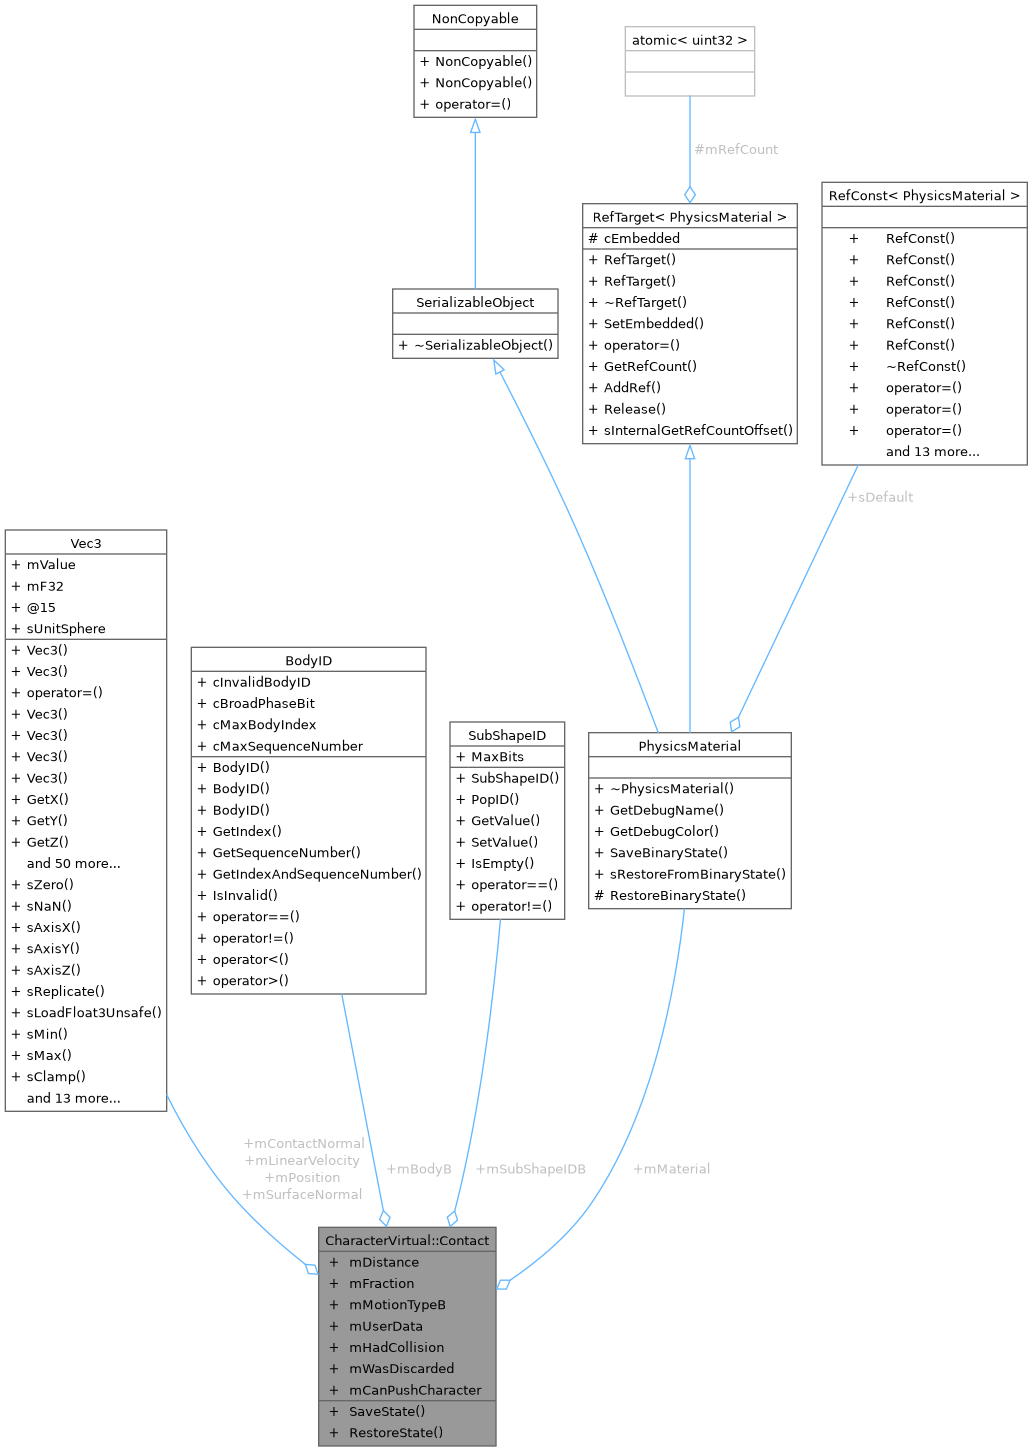 NonCopyable
+ NonCopyable()
+ NonCopyable()
+ operator=()
atomic< uint32 >
#mRefCount
RefTarget< PhysicsMaterial >
# cEmbedded
+ RefTarget()
+ RefTarget()
+ ~RefTarget()
+ SetEmbedded()
+ operator=()
+ GetRefCount()
+ AddRef()
+ Release()
+ sInternalGetRefCountOffset()
RefConst< PhysicsMaterial >
+ RefConst()
+ RefConst()
+ RefConst()
+ RefConst()
+ RefConst()
+ RefConst()
+ ~RefConst()
+ operator=()
+ operator=()
+ operator=()
and 13 more...
+sDefault
SerializableObject
+ ~SerializableObject()
Vec3
+ mValue
+ mF32
+ @15
+ sUnitSphere
+ Vec3()
+ Vec3()
+ operator=()
+ Vec3()
+ Vec3()
+ Vec3()
+ Vec3()
+ GetX()
+ GetY()
+ GetZ()
and 50 more...
+ sZero()
+ sNaN()
+ sAxisX()
+ sAxisY()
+ sAxisZ()
+ sReplicate()
+ sLoadFloat3Unsafe()
+ sMin()
+ sMax()
+ sClamp()
and 13 more...
BodyID
+ cInvalidBodyID
+ cBroadPhaseBit
+ cMaxBodyIndex
+ cMaxSequenceNumber
+ BodyID()
+ BodyID()
+ BodyID()
+ GetIndex()
+ GetSequenceNumber()
+ GetIndexAndSequenceNumber()
+ IsInvalid()
+ operator==()
+ operator!=()
+ operator<()
+ operator>()
SubShapeID
+ MaxBits
+ SubShapeID()
+ PopID()
+ GetValue()
+ SetValue()
+ IsEmpty()
+ operator==()
+ operator!=()
PhysicsMaterial
+ ~PhysicsMaterial()
+ GetDebugName()
+ GetDebugColor()
+ SaveBinaryState()
+ sRestoreFromBinaryState()
# RestoreBinaryState()
+mContactNormal
+mLinearVelocity
+mPosition
+mSurfaceNormal
+mBodyB
+mSubShapeIDB
+mMaterial
CharacterVirtual::Contact
+ mDistance
+ mFraction
+ mMotionTypeB
+ mUserData
+ mHadCollision
+ mWasDiscarded
+ mCanPushCharacter
+ SaveState()
+ RestoreState()